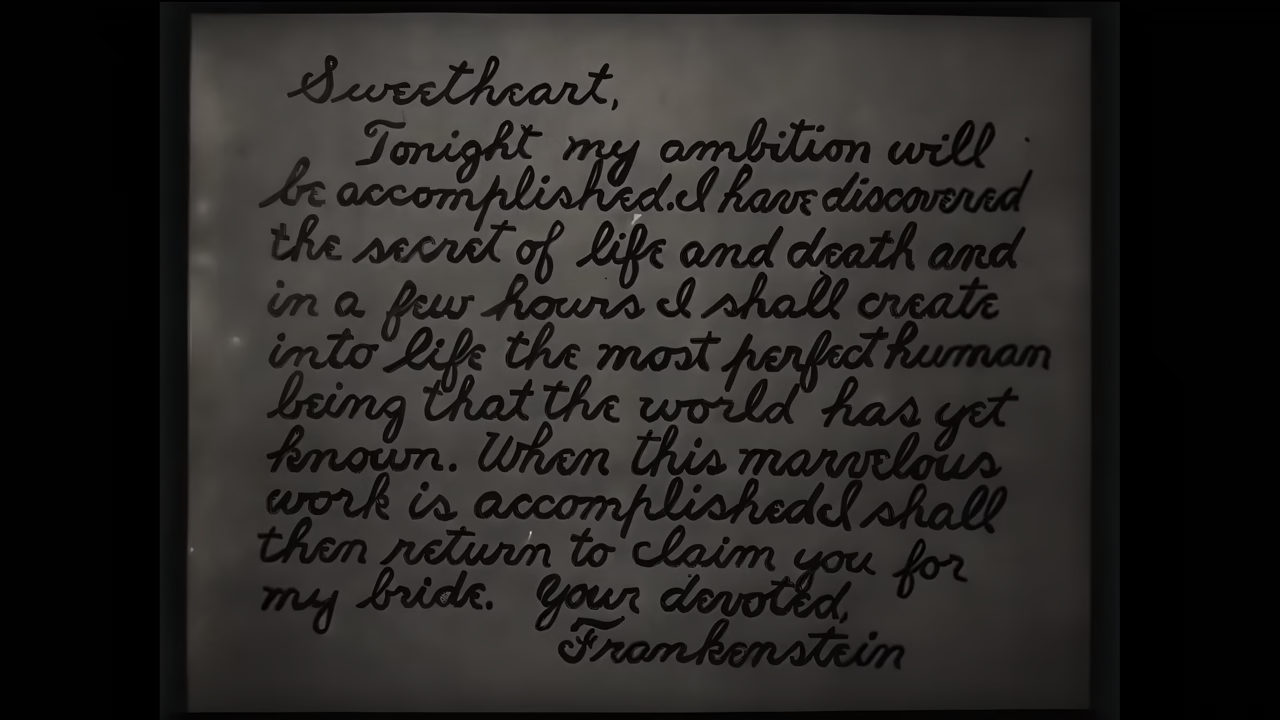 Sweetheart,
Tonight my ambition will
be accomplished. I have discovered
the secret of life and death and
in a few hours I shall create
into life the most perfect human
being that the world has yet
known. When this marvelous
work is accomplished I shall
then return to claim you for
my bride. Your devoted,
Frankenstein